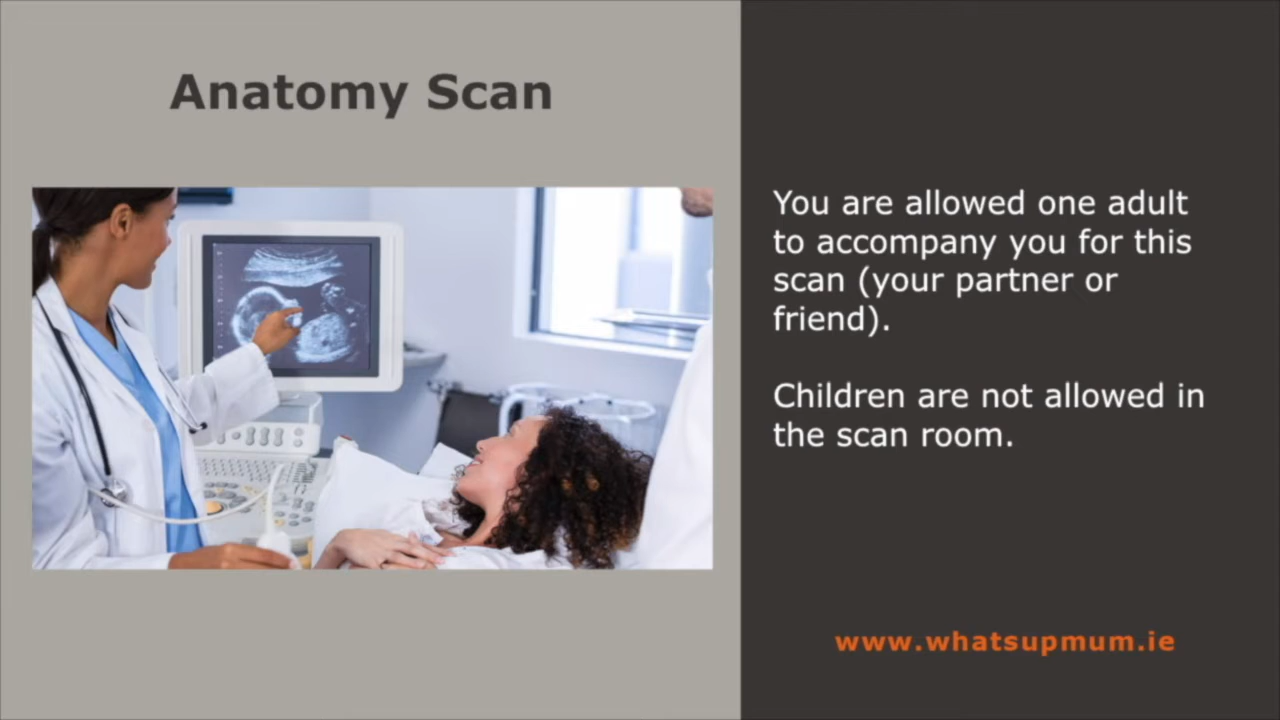 Anatomy Scan
You are allowed one adult
to accompany you for this
scan (your partner or
friend).
Children are not allowed in
the scan room.
www.whatsupmum.ie